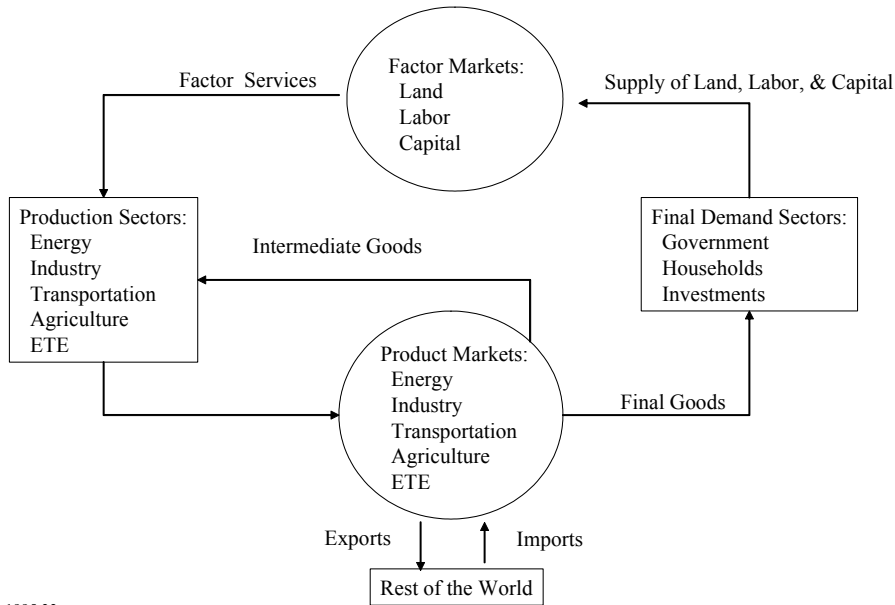 Factor Services
Factor Markets:
Land
Labor
Capital
Supply of Land, Labor, & Capital
Production Sectors:
Energy
Industry
Transportation
Agriculture
ETE
Intermediate Goods
Final Demand Sectors:
Government
Households
Investments
Product Markets:
Energy
Industry
Transportation
Agriculture
ETE
Final Goods
Exports
Imports
Rest of the World